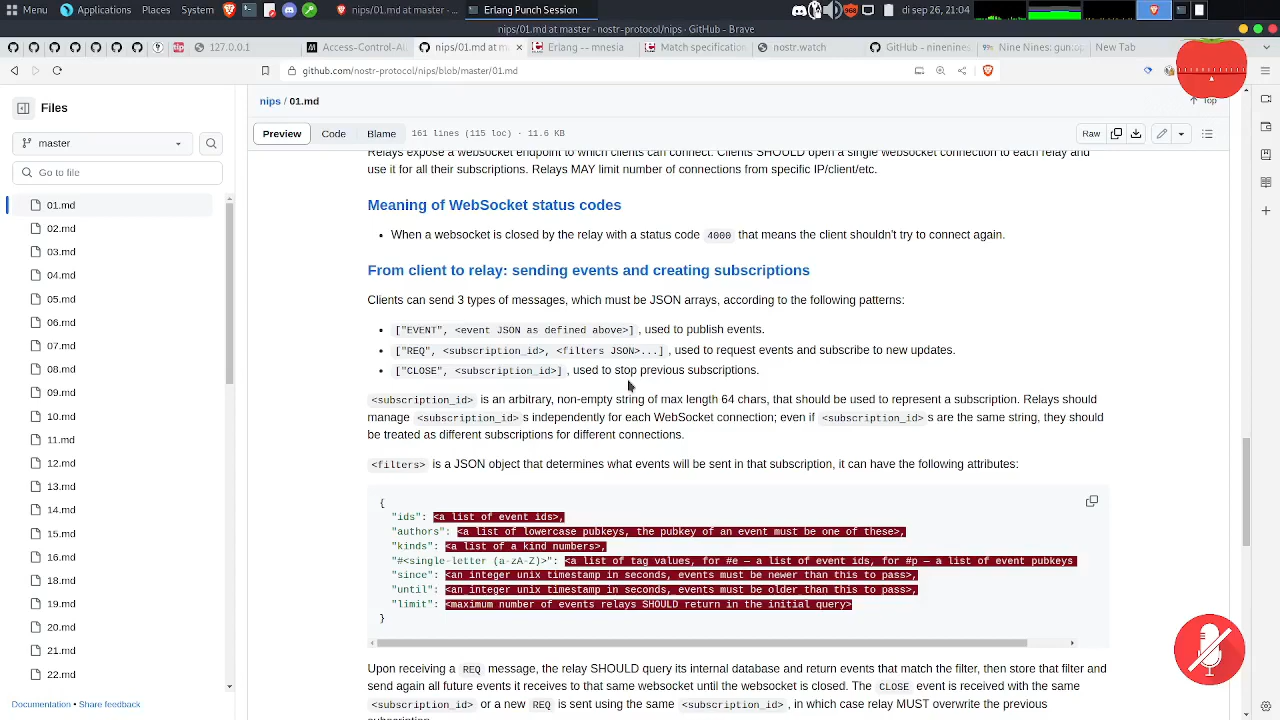 Menu Applications Places System nips/01.md at master - ... Erlang Punch Session 068 disĵ sep 26, 21:04
nips/01.md at master - nostr-protocol/nips · GitHub - Brave
127.0.0.1 Access-Control-Al nips/01.md at mas Erlang -- mnesia Match specification nostr.watch GitHub - ninenines Nine Nines: gun:op New Tab
github.com/nostr-protocol/nips/blob/master/01.md
Files
nips / 01.md
Top
master
Preview Code Blame 161 lines (115 loc) · 11.6 KB Raw
Go to file
01.md
02.md
03.md
04.md
05.md
06.md
07.md
08.md
09.md
10.md
11.md
12.md
13.md
14.md
15.md
16.md
18.md
19.md
20.md
21.md
22.md
Documentation • Share feedback
Relays expose a websocket endpoint to which clients can connect. Clients SHOULD open a single websocket connection to each relay and
use it for all their subscriptions. Relays MAY limit number of connections from specific IP/client/etc.
Meaning of WebSocket status codes
• When a websocket is closed by the relay with a status code 4000 that means the client shouldn't try to connect again.
From client to relay: sending events and creating subscriptions
Clients can send 3 types of messages, which must be JSON arrays, according to the following patterns:
• ["EVENT", <event JSON as defined above>] , used to publish events.
• ["REQ", <subscription_id>, <filters JSON>...] , used to request events and subscribe to new updates.
• ["CLOSE", <subscription_id>] , used to stop previous subscriptions.
<subscription_id> is an arbitrary, non-empty string of max length 64 chars, that should be used to represent a subscription. Relays should
manage <subscription_id> s independently for each WebSocket connection; even if <subscription_id> s are the same string, they should
be treated as different subscriptions for different connections.
<filters> is a JSON object that determines what events will be sent in that subscription, it can have the following attributes:
{
"ids": <a list of event ids>,
"authors": <a list of lowercase pubkeys, the pubkey of an event must be one of these>,
"kinds": <a list of a kind numbers>,
"#<single-letter (a-zA-Z)>": <a list of tag values, for #e — a list of event ids, for #p — a list of event pubkeys
"since": <an integer unix timestamp in seconds, events must be newer than this to pass>,
"until": <an integer unix timestamp in seconds, events must be older than this to pass>,
"limit": <maximum number of events relays SHOULD return in the initial query>
}
Upon receiving a REQ message, the relay SHOULD query its internal database and return events that match the filter, then store that filter and
send again all future events it receives to that same websocket until the websocket is closed. The CLOSE event is received with the same
<subscription_id> or a new REQ is sent using the same <subscription_id> , in which case relay MUST overwrite the previous
subscription.